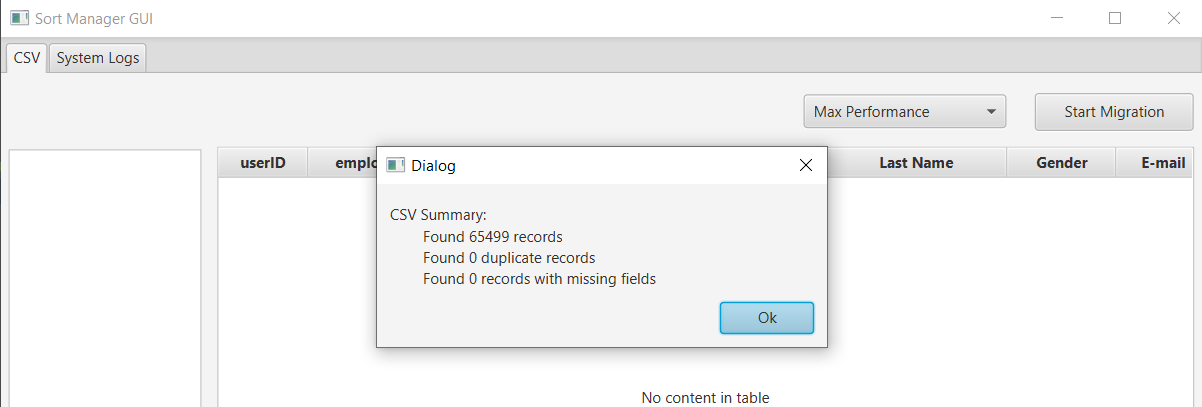 Sort Manager GUI
CSV System Logs
Max Performance Start Migration
userID emplo Last Name Gender E-mail
Dialog
CSV Summary:
Found 65499 records
Found 0 duplicate records
Found 0 records with missing fields
Ok
No content in table